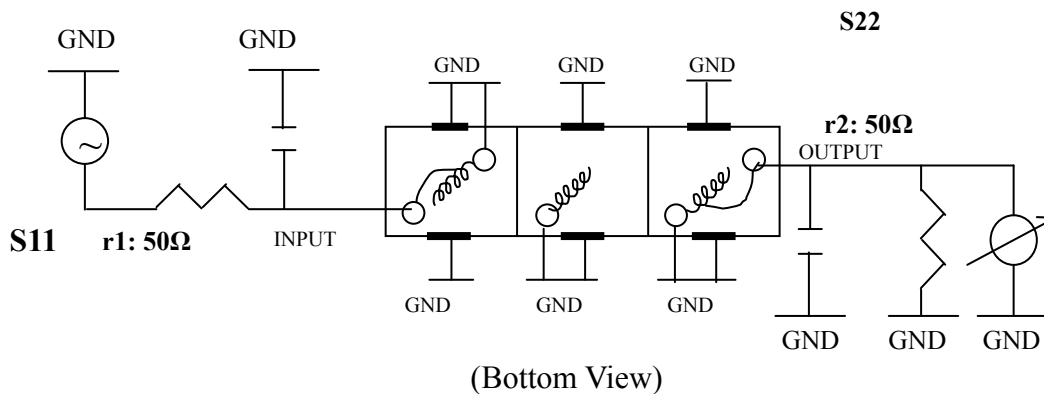 S22
GND
GND
GND
GND
GND
r2: 50Ω
OUTPUT
S11
r1: 50Ω
INPUT
GND
GND
GND
GND
GND
GND
(Bottom View)